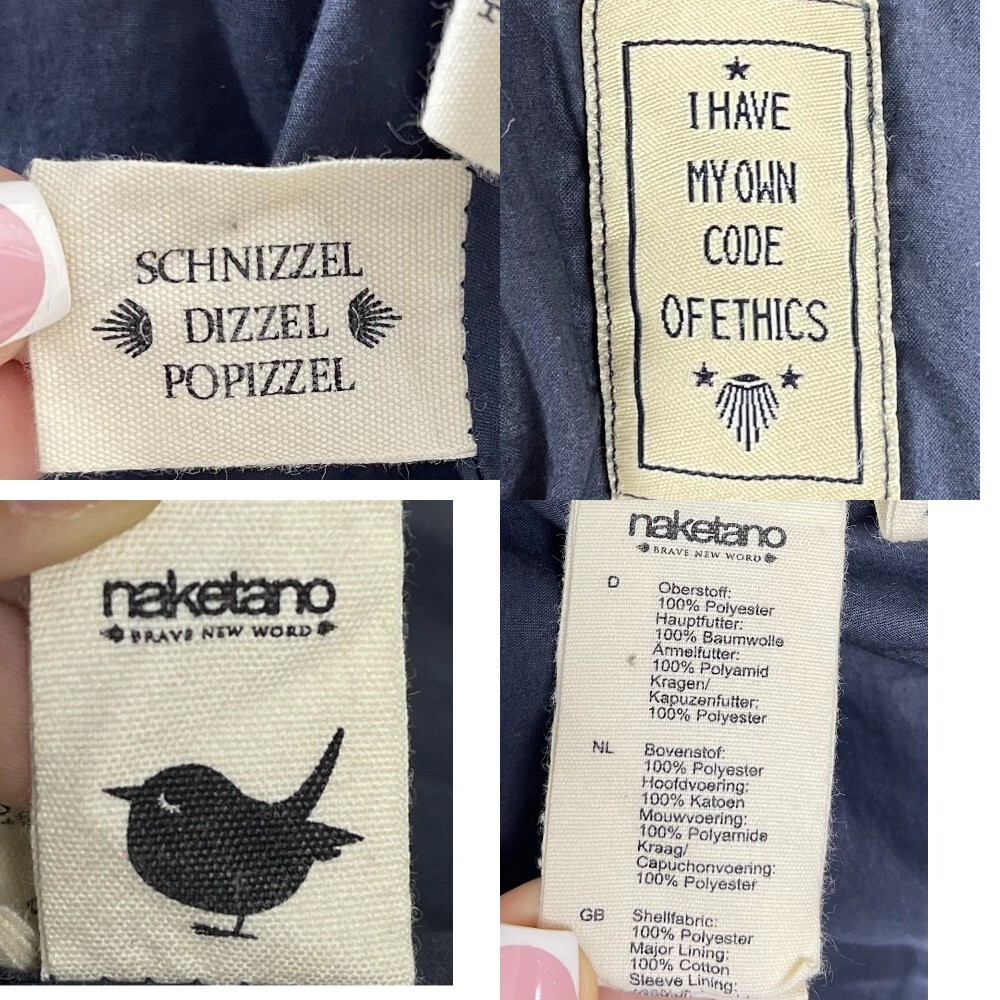 SCHNIZZEL
DIZZEL
POPIZZEL
I HAVE
MY OWN
CODE
OF ETHICS
naketano
BRAVE NEW WORD
naketano
BRAVE NEW WORD
D
Oberstoff:
100% Polyester
Hauptfutter:
100% Baumwolle
Ärmelfutter:
100% Polyamid
Kragen/
Kapuzenfutter:
100% Polyester
NL
Bovenstof:
100% Polyester
Hoofdvoering:
100% Katoen
Mouwvoering:
100% Polyamide
Kraag/
Capuchonvoering:
100% Polyester
GB
Shellfabric:
100% Polyester
Major Lining:
100% Cotton
Sleeve Lining: